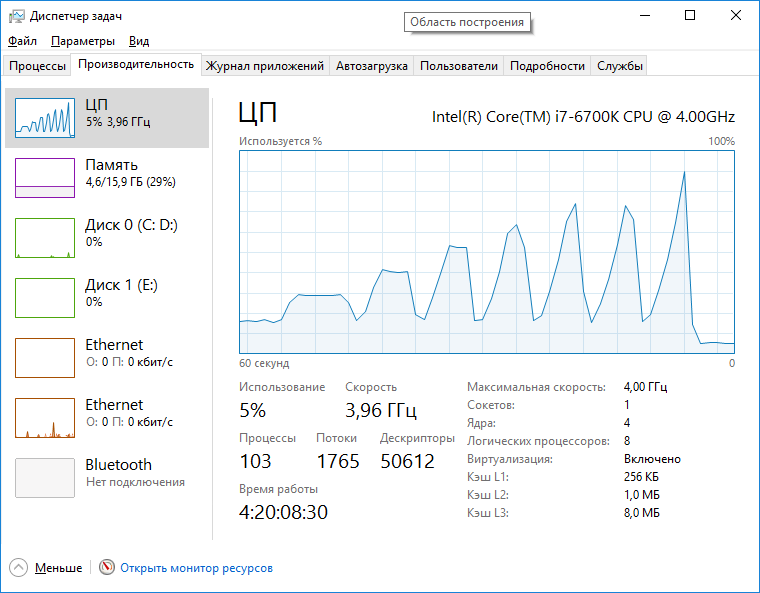 Диспетчер задач
Область построения
Файл Параметры Вид
Процессы Производительность Журнал приложений Автозагрузка Пользователи Подробности Службы
ЦП
5% 3,96 ГГц
Память
4,6/15,9 ГБ (29%)
Диск 0 (C: D:)
0%
Диск 1 (E:)
0%
Ethernet
О: 0 П: 0 кбит/с
Ethernet
О: 0 П: 0 кбит/с
Bluetooth
Нет подключения
ЦП Intel(R) Core(TM) i7-6700K CPU @ 4.00GHz
Используется % 100%
60 секунд 0
Использование Скорость
5% 3,96 ГГц
Процессы Потоки Дескрипторы
103 1765 50612
Время работы
4:20:08:30
Максимальная скорость: 4,00 ГГц
Сокетов: 1
Ядра: 4
Логических процессоров: 8
Виртуализация: Включено
Кэш L1: 256 КБ
Кэш L2: 1,0 МБ
Кэш L3: 8,0 МБ
Меньше Открыть монитор ресурсов